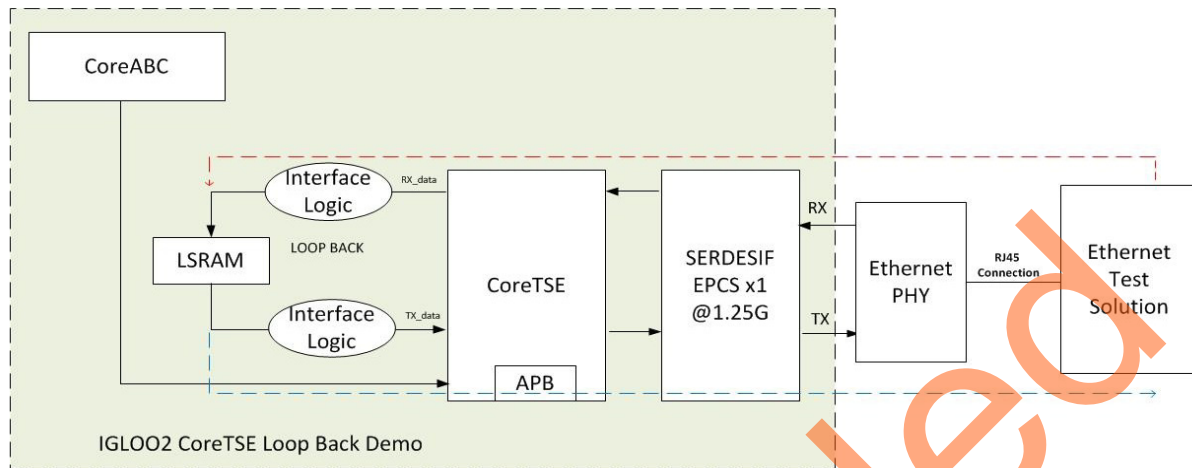 CoreABC
Interface
Logic
RX_data
LOOP BACK
LSRAM
Interface
Logic
TX_data
CoreTSE
APB
SERDESIF
EPCS x1
@1.25G
RX
TX
Ethernet
PHY
RJ45
Connection
Ethernet
Test
Solution
IGLOO2 CoreTSE Loop Back Demo
led